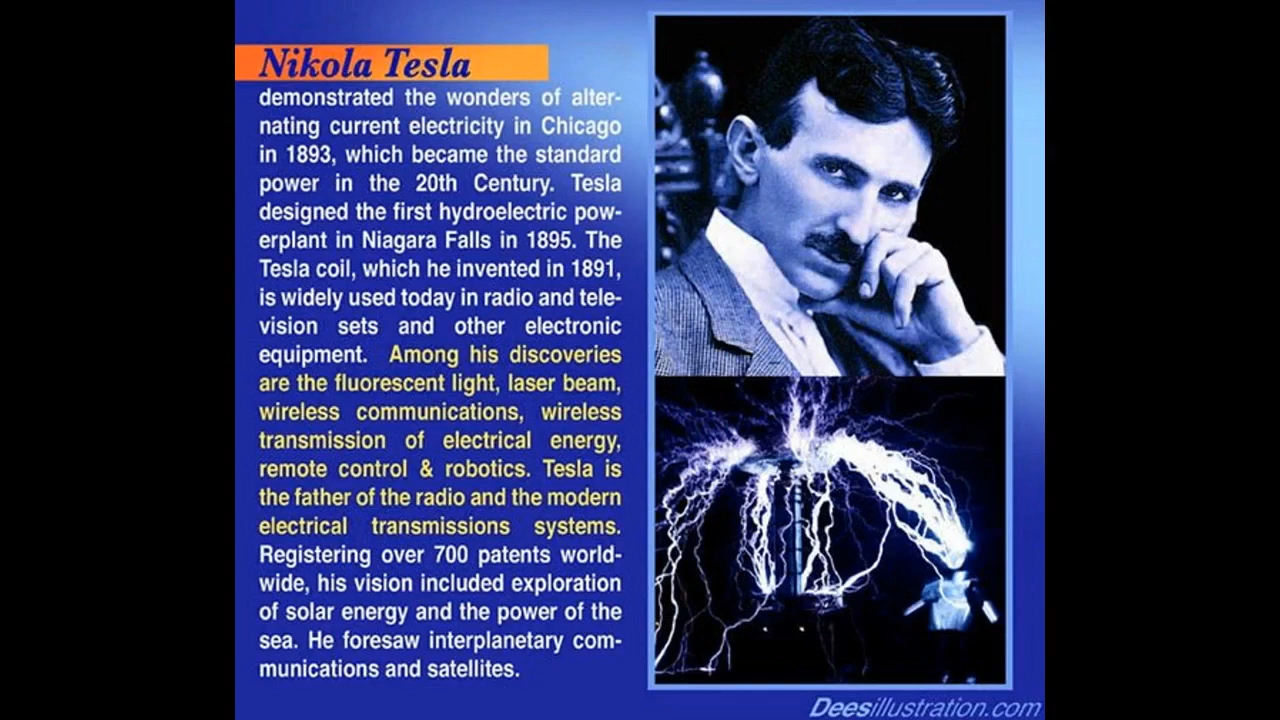 Nikola Tesla
demonstrated the wonders of alter-
nating current electricity in Chicago
in 1893, which became the standard
power in the 20th Century. Tesla
designed the first hydroelectric pow-
erplant in Niagara Falls in 1895. The
Tesla coil, which he invented in 1891,
is widely used today in radio and tele-
vision sets and other electronic
equipment. Among his discoveries
are the fluorescent light, laser beam,
wireless communications, wireless
transmission of electrical energy,
remote control & robotics. Tesla is
the father of the radio and the modern
electrical transmissions systems.
Registering over 700 patents world-
wide, his vision included exploration
of solar energy and the power of the
sea. He foresaw interplanetary com-
munications and satellites.
Deesillustration.com